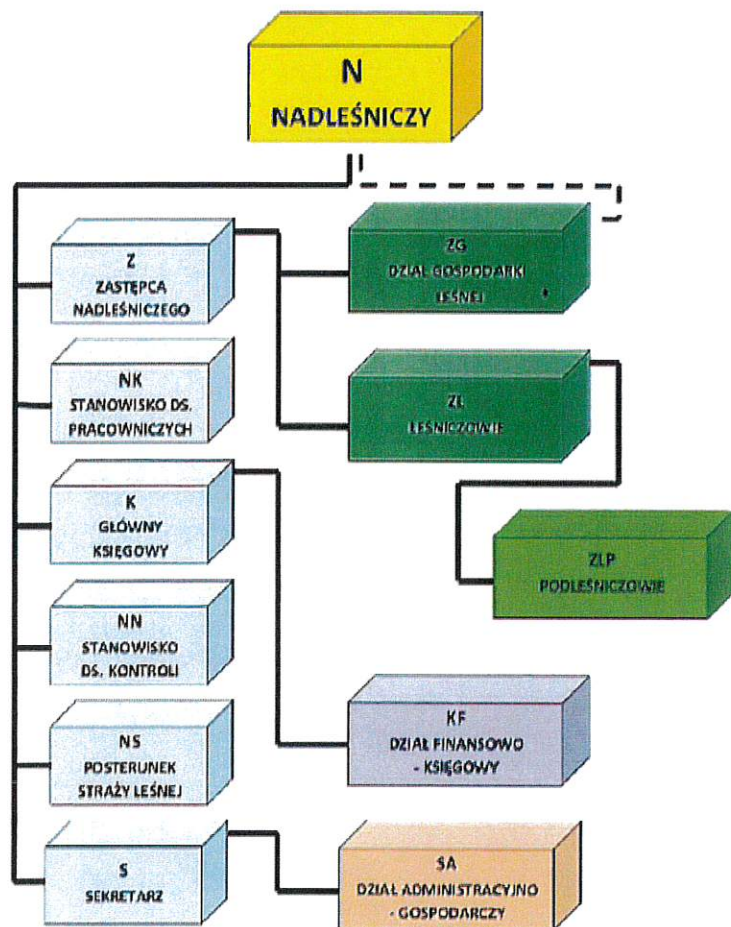 N
NADLEŚNICZY
Z
ZASTĘPCA
NADLEŚNICZEGO
ZG
DZIAŁ GOSPODARKI
LEŚNEJ
NK
STANOWISKO DS.
PRACOWNICZYCH
ZL
LEŚNICZOWIE
K
GŁÓWNY
KSIĘGOWY
ZLP
PODLEŚNICZOWIE
NN
STANOWISKO
DS. KONTROLI
KF
DZIAŁ FINANSOWO
- KSIĘGOWY
NS
POSTERUNEK
STRAŻY LEŚNEJ
S
SEKRETARZ
SA
DZIAŁ ADMINISTRACYJNO
- GOSPODARCZY